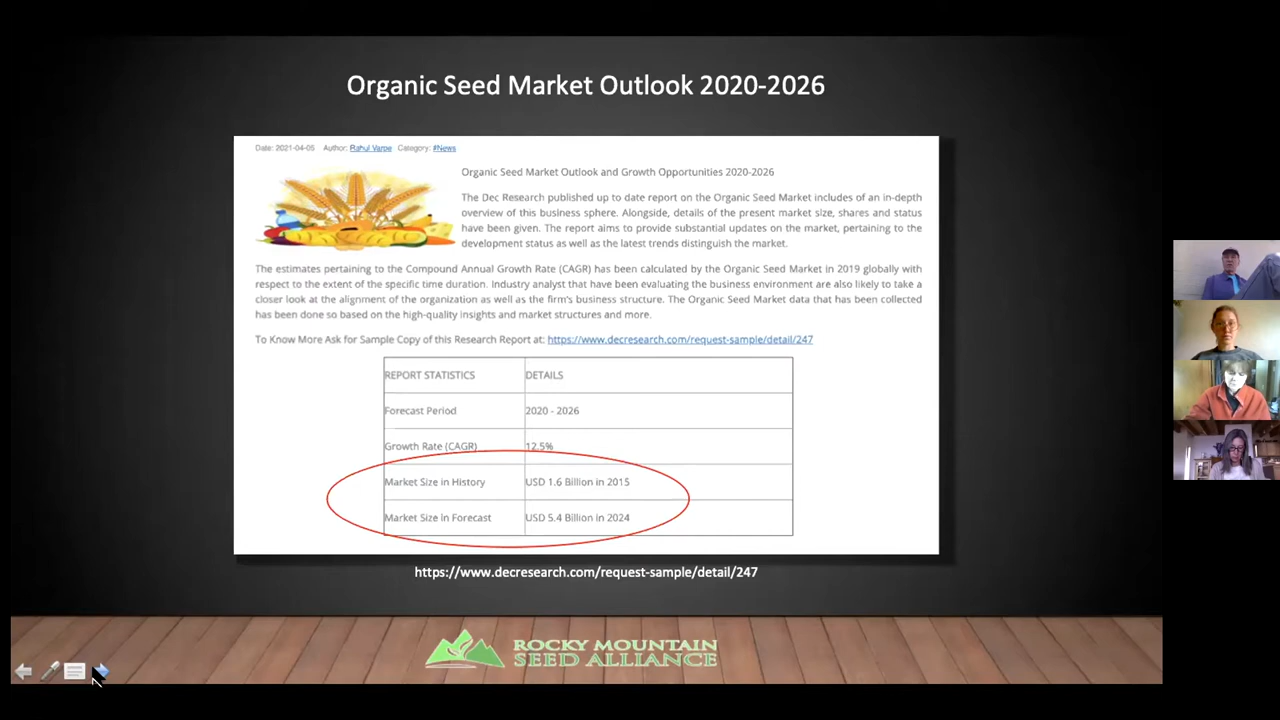 Organic Seed Market Outlook 2020-2026
Date: 2021-04-05 Author: Rahul Varpe Category: #News
Organic Seed Market Outlook and Growth Opportunities 2020-2026
The Dec Research published up to date report on the Organic Seed Market includes of an in-depth
overview of this business sphere. Alongside, details of the present market size, shares and status
have been given. The report aims to provide substantial updates on the market, pertaining to the
development status as well as the latest trends distinguish the market.
The estimates pertaining to the Compound Annual Growth Rate (CAGR) has been calculated by the Organic Seed Market in 2019 globally with
respect to the extent of the specific time duration. Industry analyst that have been evaluating the business environment are also likely to take a
closer look at the alignment of the organization as well as the firm's business structure. The Organic Seed Market data that has been collected
has been done so based on the high-quality insights and market structures and more.
To Know More Ask for Sample Copy of this Research Report at: https://www.decresearch.com/request-sample/detail/247
REPORT STATISTICS DETAILS
Forecast Period 2020 - 2026
Growth Rate (CAGR) 12.5%
Market Size in History USD 1.6 Billion in 2015
Market Size in Forecast USD 5.4 Billion in 2024
https://www.decresearch.com/request-sample/detail/247
ROCKY MOUNTAIN
SEED ALLIANCE